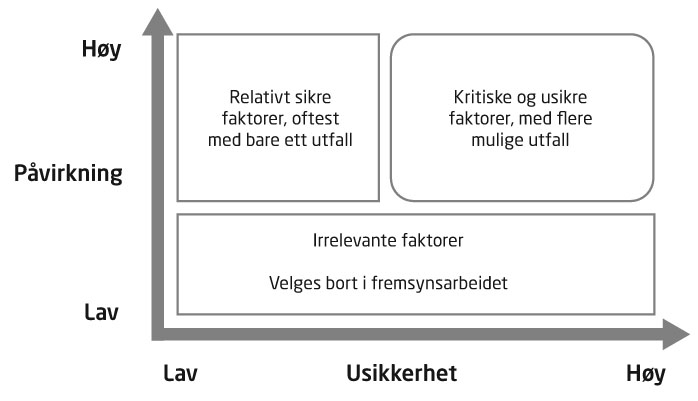 Høy
Relativt sikre
faktorer, oftest
med bare ett utfall
Kritiske og usikre
faktorer, med flere
mulige utfall
Påvirkning
Irrelevante faktorer
Velges bort i fremsynsarbeidet
Lav
Lav
Usikkerhet
Høy